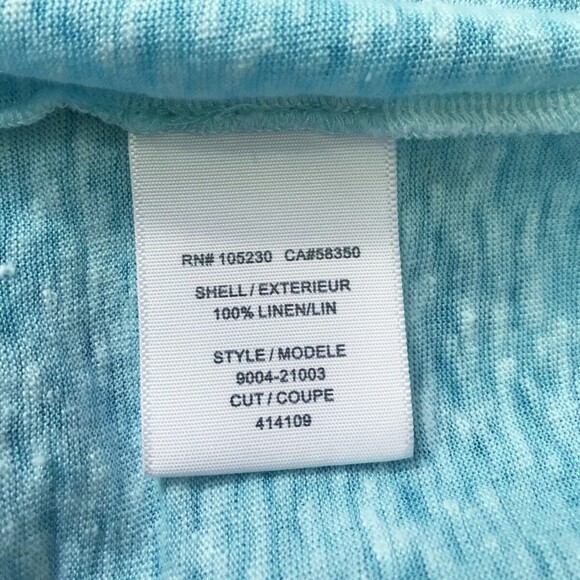 RN# 105230 CA#58350
SHELL / EXTERIEUR
100% LINEN/LIN
STYLE / MODELE
9004-21003
CUT / COUPE
414109